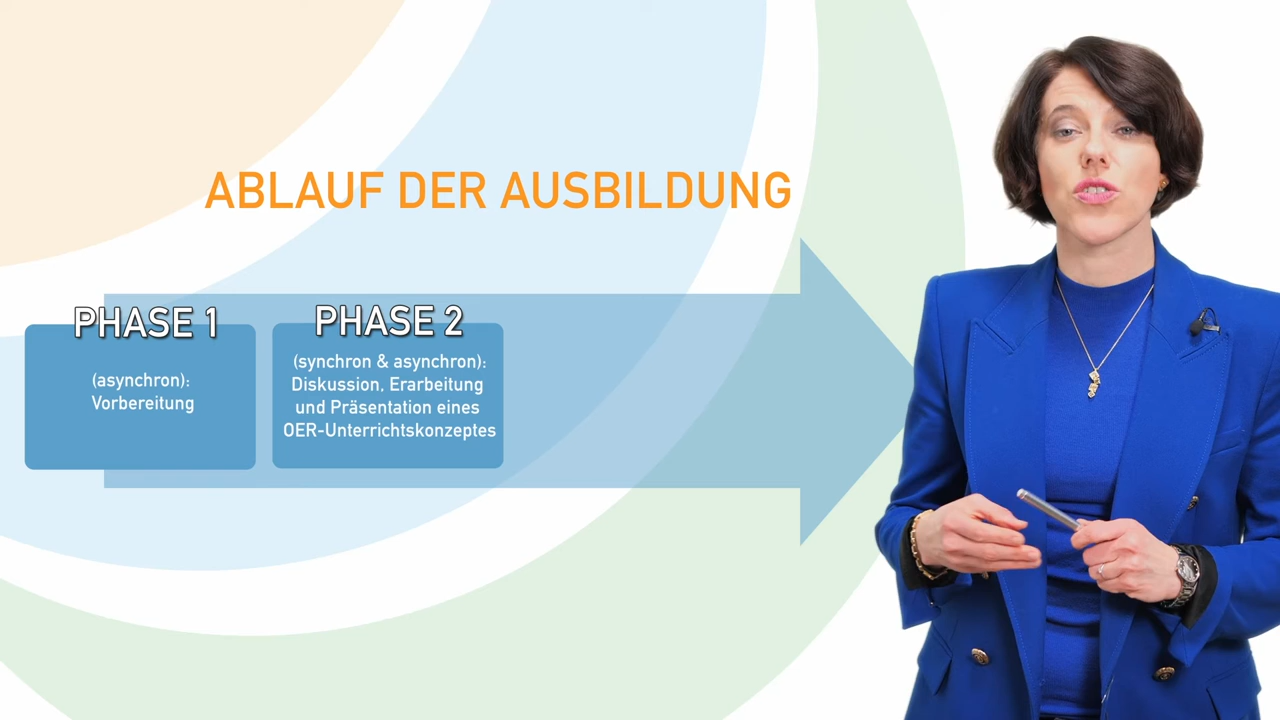 ABLAUF DER AUSBILDUNG
PHASE 1
(asynchron):
Vorbereitung
PHASE 2
(synchron & asynchron):
Diskussion, Erarbeitung
und Präsentation eines
OER-Unterrichtskonzeptes